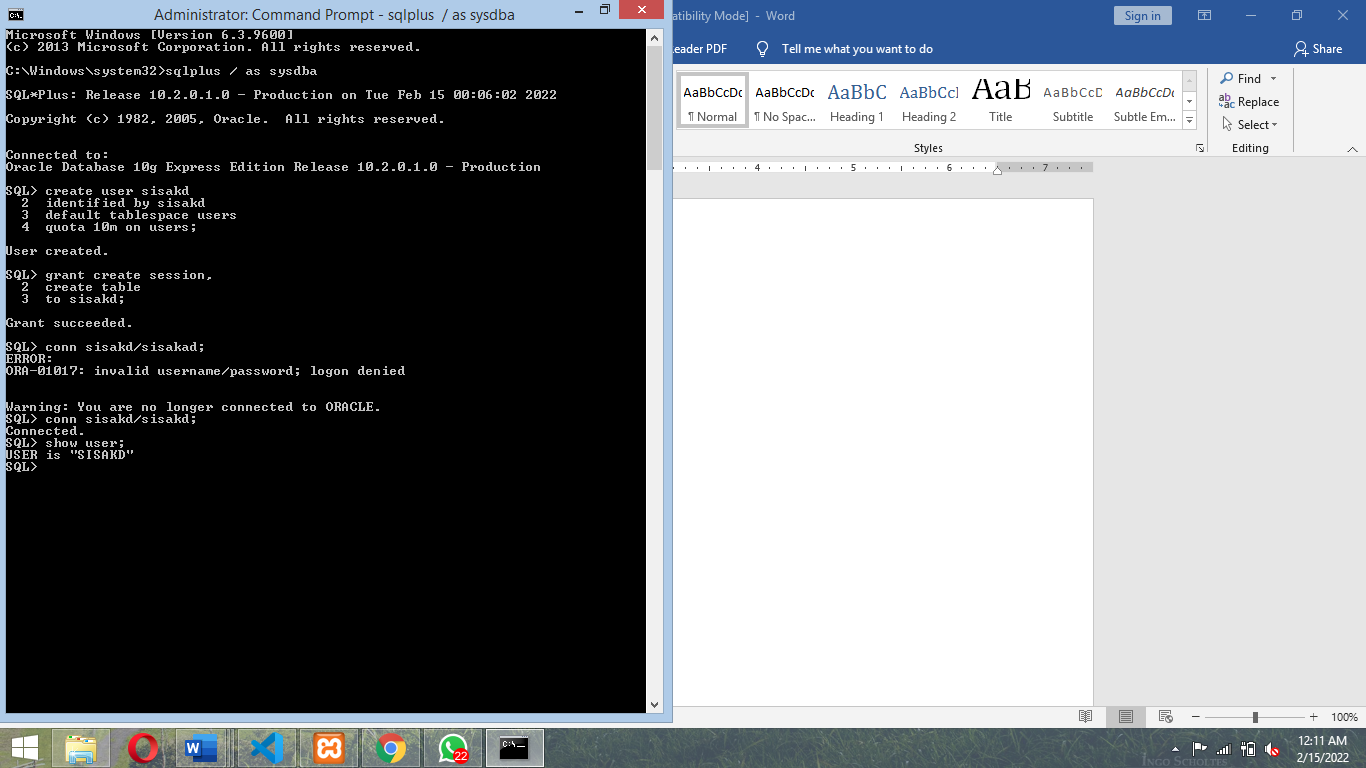 Administrator: Command Prompt - sqlplus / as sysdba
Microsoft Windows [Version 6.3.9600]
(c) 2013 Microsoft Corporation. All rights reserved.
C:\Windows\system32>sqlplus / as sysdba
SQL*Plus: Release 10.2.0.1.0 - Production on Tue Feb 15 00:06:02 2022
Copyright (c) 1982, 2005, Oracle.  All rights reserved.
Connected to:
Oracle Database 10g Express Edition Release 10.2.0.1.0 - Production
SQL> create user sisakd
2  identified by sisakd
3  default tablespace users
4  quota 10m on users;
User created.
SQL> grant create session,
2  create table
3  to sisakd;
Grant succeeded.
SQL> conn sisakd/sisakad;
ERROR:
ORA-01017: invalid username/password; logon denied
Warning: You are no longer connected to ORACLE.
SQL> conn sisakd/sisakd;
Connected.
SQL> show user;
USER is "SISAKD"
SQL>
atibility Mode] - Word
Sign in
eader PDF
Tell me what you want to do
Share
AaBbCcDc AaBbCcDc AaBbC AaBbCcl AaB AaBbCcD AaBbCcDc
¶ Normal ¶ No Spac... Heading 1 Heading 2 Title Subtitle Subtle Em...
Styles
Find
Replace
Select
Editing
4 5 6 7
100%
22
12:11 AM
2/15/2022
INGO SCHOLTES